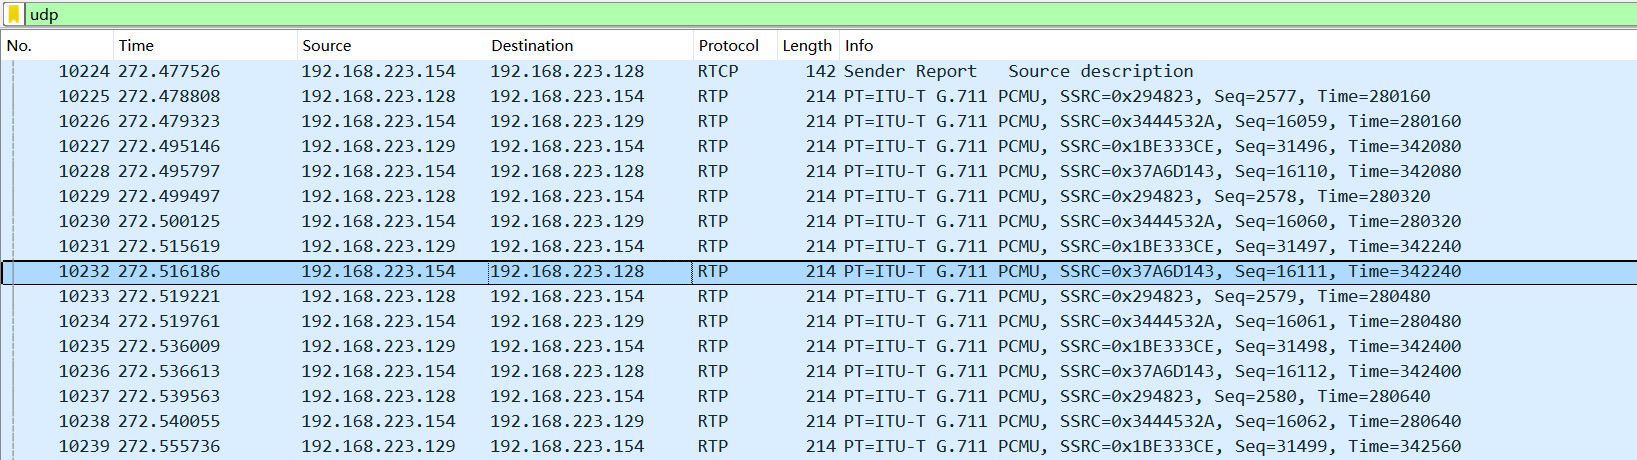 udp
No. Time Source Destination Protocol Length Info
10224 272.477526 192.168.223.154 192.168.223.128 RTCP 142 Sender Report Source description
10225 272.478808 192.168.223.128 192.168.223.154 RTP 214 PT=ITU-T G.711 PCMU, SSRC=0x294823, Seq=2577, Time=280160
10226 272.479323 192.168.223.154 192.168.223.129 RTP 214 PT=ITU-T G.711 PCMU, SSRC=0x3444532A, Seq=16059, Time=280160
10227 272.495146 192.168.223.129 192.168.223.154 RTP 214 PT=ITU-T G.711 PCMU, SSRC=0x1BE333CE, Seq=31496, Time=342080
10228 272.495797 192.168.223.154 192.168.223.128 RTP 214 PT=ITU-T G.711 PCMU, SSRC=0x37A6D143, Seq=16110, Time=342080
10229 272.499497 192.168.223.128 192.168.223.154 RTP 214 PT=ITU-T G.711 PCMU, SSRC=0x294823, Seq=2578, Time=280320
10230 272.500125 192.168.223.154 192.168.223.129 RTP 214 PT=ITU-T G.711 PCMU, SSRC=0x3444532A, Seq=16060, Time=280320
10231 272.515619 192.168.223.129 192.168.223.154 RTP 214 PT=ITU-T G.711 PCMU, SSRC=0x1BE333CE, Seq=31497, Time=342240
10232 272.516186 192.168.223.154 192.168.223.128 RTP 214 PT=ITU-T G.711 PCMU, SSRC=0x37A6D143, Seq=16111, Time=342240
10233 272.519221 192.168.223.128 192.168.223.154 RTP 214 PT=ITU-T G.711 PCMU, SSRC=0x294823, Seq=2579, Time=280480
10234 272.519761 192.168.223.154 192.168.223.129 RTP 214 PT=ITU-T G.711 PCMU, SSRC=0x3444532A, Seq=16061, Time=280480
10235 272.536009 192.168.223.129 192.168.223.154 RTP 214 PT=ITU-T G.711 PCMU, SSRC=0x1BE333CE, Seq=31498, Time=342400
10236 272.536613 192.168.223.154 192.168.223.128 RTP 214 PT=ITU-T G.711 PCMU, SSRC=0x37A6D143, Seq=16112, Time=342400
10237 272.539563 192.168.223.128 192.168.223.154 RTP 214 PT=ITU-T G.711 PCMU, SSRC=0x294823, Seq=2580, Time=280640
10238 272.540055 192.168.223.154 192.168.223.129 RTP 214 PT=ITU-T G.711 PCMU, SSRC=0x3444532A, Seq=16062, Time=280640
10239 272.555736 192.168.223.129 192.168.223.154 RTP 214 PT=ITU-T G.711 PCMU, SSRC=0x1BE333CE, Seq=31499, Time=342560